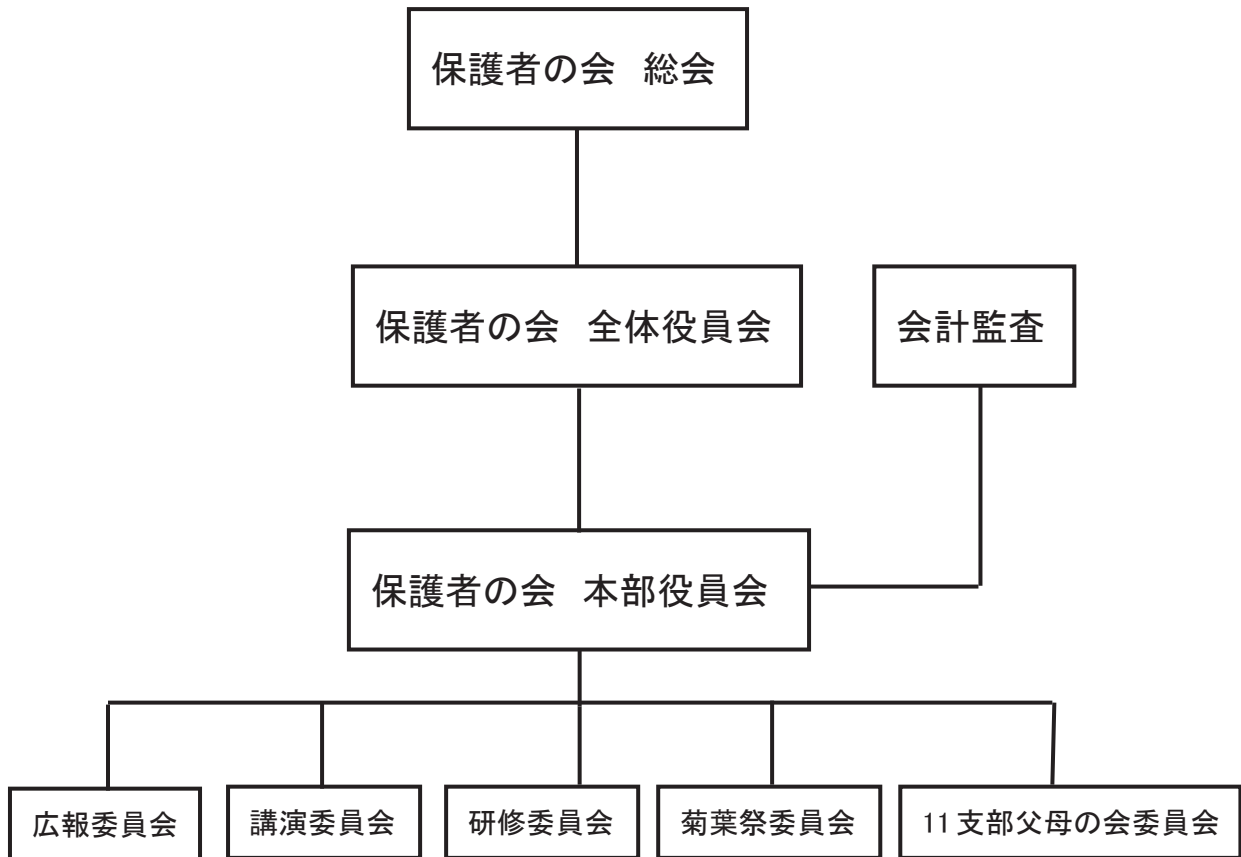 保護者の会　総会
保護者の会　全体役員会
会計監査
保護者の会　本部役員会
広報委員会
講演委員会
研修委員会
菊葉祭委員会
11支部父母の会委員会